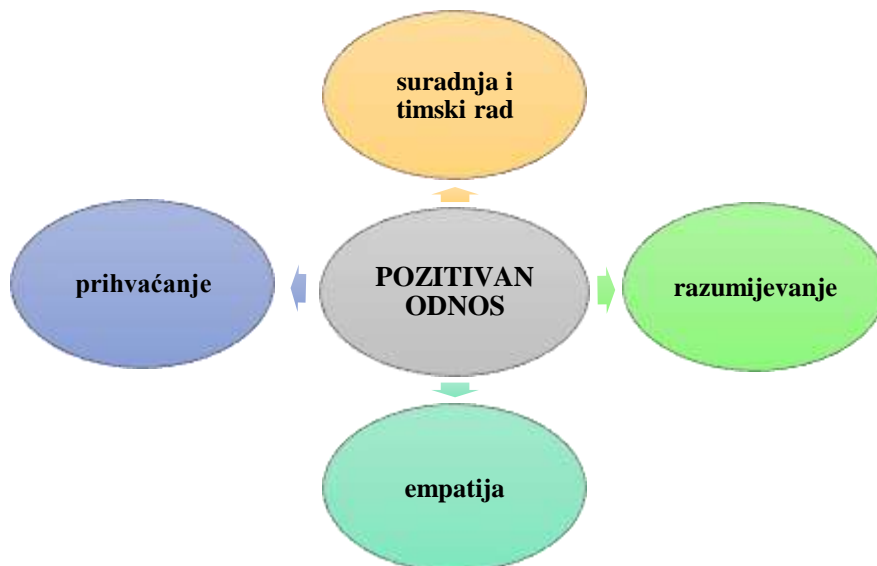 suradnja i
timski rad
prihvaćanje
POZITIVAN
ODNOS
razumijevanje
empatija